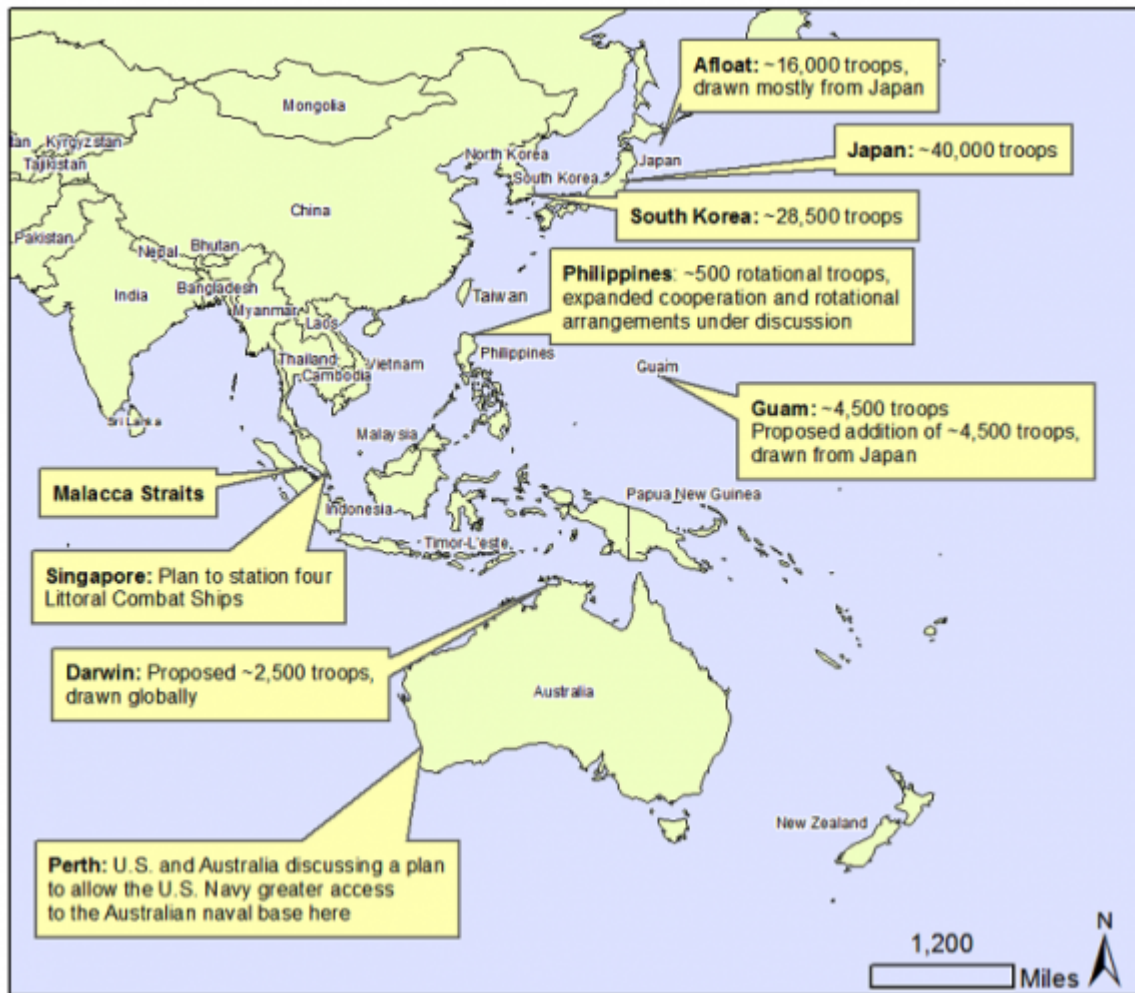 Afloat: ~16,000 troops,
drawn mostly from Japan
Mongolia
tan
Kyrgyzstan
Tajikistan
North Korea
Japan
Japan: ~40,000 troops
South Korea
China
South Korea: ~28,500 troops
Pakistan
Nepal
Bhutan
Philippines: ~500 rotational troops,
expanded cooperation and rotational
arrangements under discussion
India
Bangladesh
Taiwan
Myanmar
Laos
Thailand
Vietnam
Philippines
Cambodia
Guam
Guam: ~4,500 troops
Proposed addition of ~4,500 troops,
drawn from Japan
Sri Lanka
Malaysia
Malacca Straits
Papua New Guinea
Indonesia
Timor-L'este
Singapore: Plan to station four
Littoral Combat Ships
Darwin: Proposed ~2,500 troops,
drawn globally
Australia
New Zealand
Perth: U.S. and Australia discussing a plan
to allow the U.S. Navy greater access
to the Australian naval base here
N
1,200
Miles